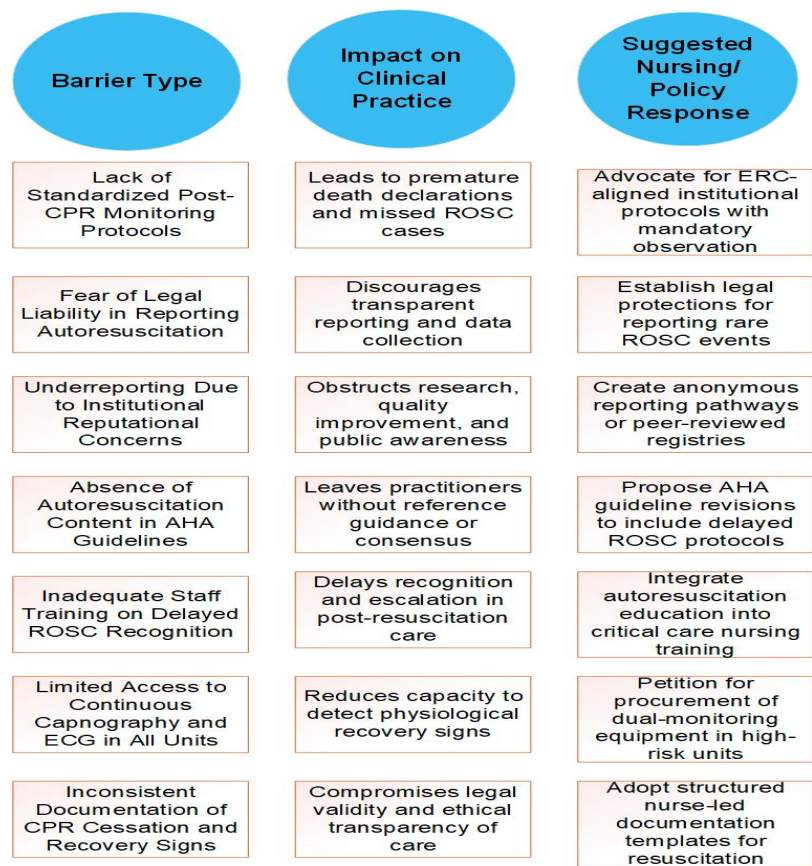 Barrier Type
Impact on
Clinical
Practice
Suggested
Nursing/
Policy
Response
Lack of
Standardized Post-
CPR Monitoring
Protocols
Leads to premature
death declarations
and missed ROSC
cases
Advocate for ERC-
aligned institutional
protocols with
mandatory
observation
Fear of Legal
Liability in Reporting
Autoresuscitation
Discourages
transparent
reporting and data
collection
Establish legal
protections for
reporting rare
ROSC events
Underreporting Due
to Institutional
Reputational
Concerns
Obstructs research,
quality
improvement, and
public awareness
Create anonymous
reporting pathways
or peer-reviewed
registries
Absence of
Autoresuscitation
Content in AHA
Guidelines
Leaves practitioners
without reference
guidance or
consensus
Propose AHA
guideline revisions
to include delayed
ROSC protocols
Inadequate Staff
Training on Delayed
ROSC Recognition
Delays recognition
and escalation in
post-resuscitation
care
Integrate
autoresuscitation
education into
critical care nursing
training
Limited Access to
Continuous
Capnography and
ECG in All Units
Reduces capacity to
detect physiological
recovery signs
Petition for
procurement of
dual-monitoring
equipment in high-
risk units
Inconsistent
Documentation of
CPR Cessation and
Recovery Signs
Compromises legal
validity and ethical
transparency of
care
Adopt structured
nurse-led
documentation
templates for
resuscitation